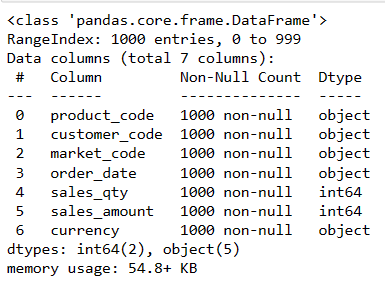 <class 'pandas.core.frame.DataFrame'>
RangeIndex: 1000 entries, 0 to 999
Data columns (total 7 columns):
 #   Column         Non-Null Count  Dtype
---  ------         --------------  -----
 0   product_code   1000 non-null   object
 1   customer_code  1000 non-null   object
 2   market_code    1000 non-null   object
 3   order_date     1000 non-null   object
 4   sales_qty      1000 non-null   int64
 5   sales_amount   1000 non-null   int64
 6   currency       1000 non-null   object
dtypes: int64(2), object(5)
memory usage: 54.8+ KB